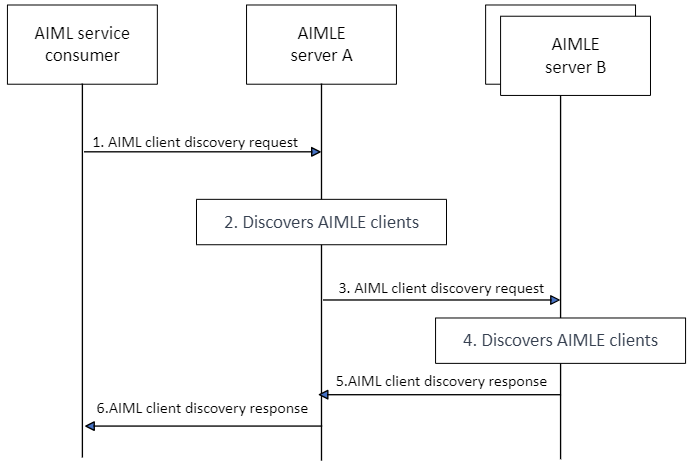 AIML service
consumer
AIMLE
server A
AIMLE
server B
1. AIML client discovery request
2. Discovers AIMLE clients
3. AIML client discovery request
4. Discovers AIMLE clients
5.AIML client discovery response
6.AIML client discovery response